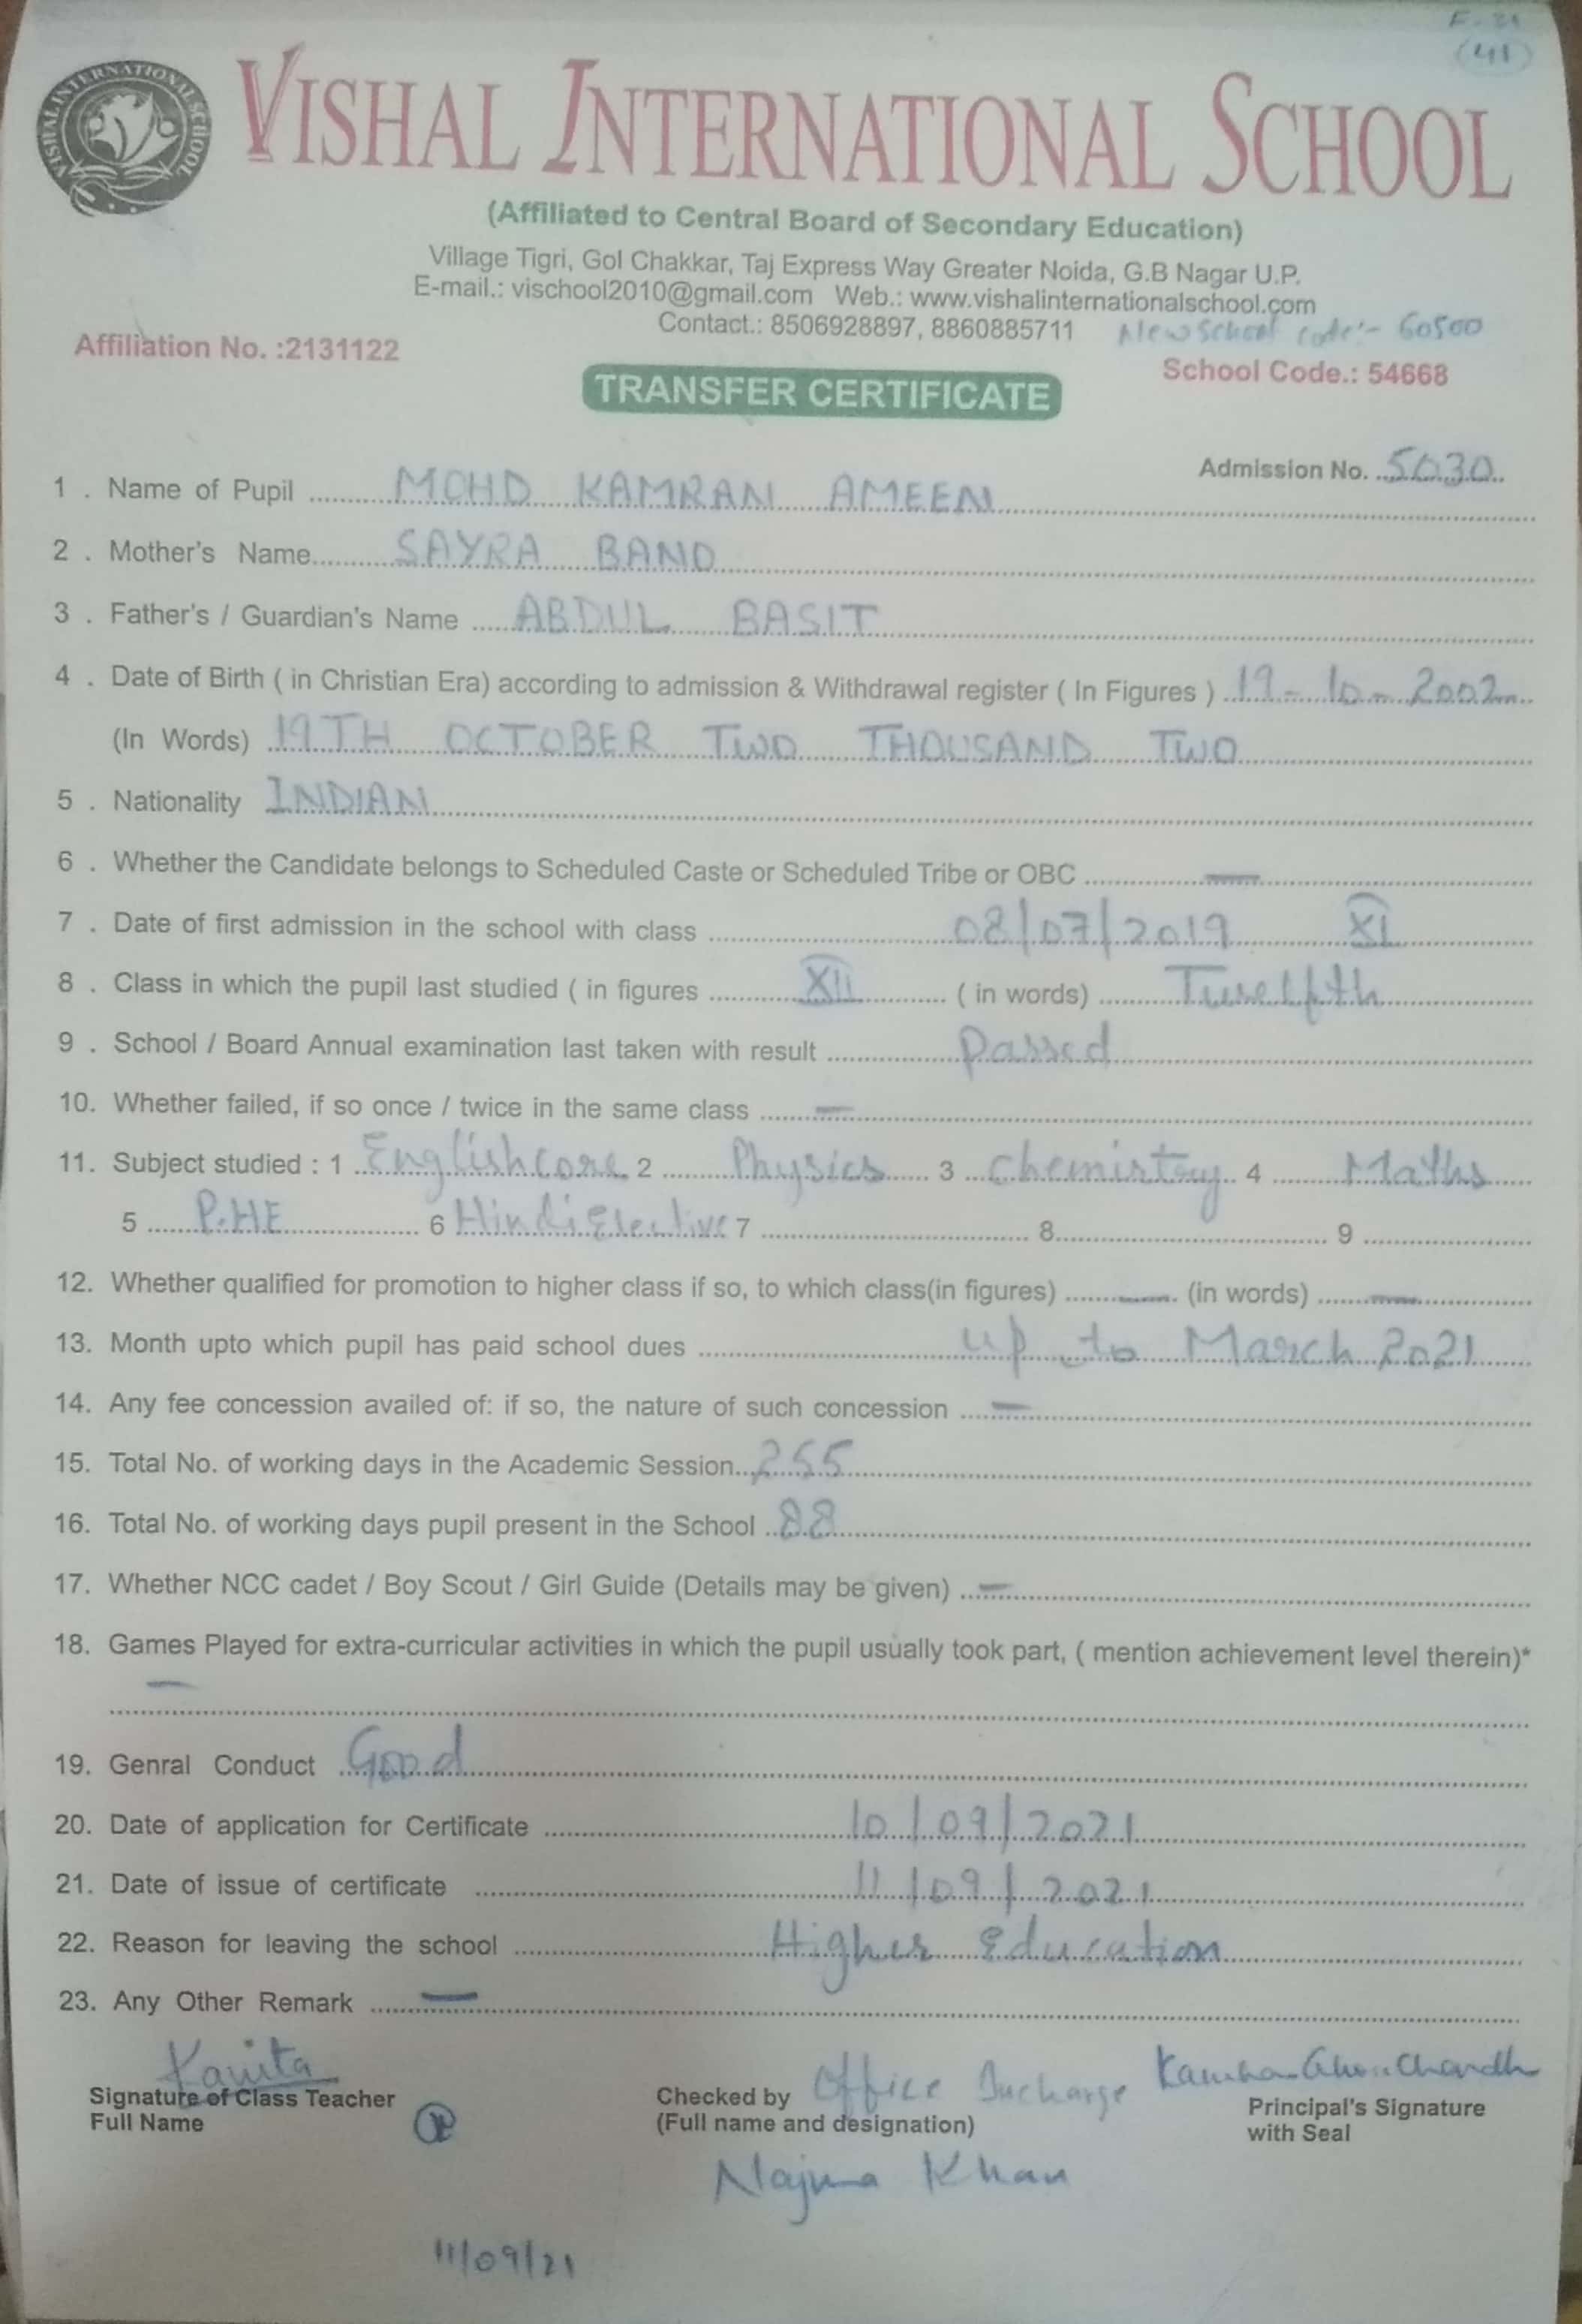 F-21
(41)
VISHAL INTERNATIONAL SCHOOL
VISHAL INTERNATIONAL SCHOOL
(Affiliated to Central Board of Secondary Education)
Village Tigri, Gol Chakkar, Taj Express Way Greater Noida, G.B Nagar U.P.
E-mail.: vischool2010@gmail.com Web.: www.vishalinternationalschool.com
Contact.: 8506928897, 8860885711 New School code:- 60500
Affiliation No. :2131122 School Code.: 54668
TRANSFER CERTIFICATE
Admission No. 5030
1 . Name of Pupil MOHD KAMRAN AMEEN
2 . Mother's Name SAYRA BANO
3 . Father's / Guardian's Name ABDUL BASIT
4 . Date of Birth ( in Christian Era) according to admission & Withdrawal register ( In Figures ) 19-10-2002
(In Words) 19TH OCTOBER TWO THOUSAND TWO
5 . Nationality INDIAN
6 . Whether the Candidate belongs to Scheduled Caste or Scheduled Tribe or OBC —
7 . Date of first admission in the school with class 08/07/2019 XI
8 . Class in which the pupil last studied ( in figures XII ( in words) Twelfth
9 . School / Board Annual examination last taken with result Passed
10. Whether failed, if so once / twice in the same class —
11. Subject studied : 1 English core 2 Physics 3 Chemistry 4 Maths
5 P.HE 6 Hindi Elective 7 8 9
12. Whether qualified for promotion to higher class if so, to which class(in figures) — (in words) —
13. Month upto which pupil has paid school dues up to March 2021
14. Any fee concession availed of: if so, the nature of such concession —
15. Total No. of working days in the Academic Session 255
16. Total No. of working days pupil present in the School 88
17. Whether NCC cadet / Boy Scout / Girl Guide (Details may be given) —
18. Games Played for extra-curricular activities in which the pupil usually took part, ( mention achievement level therein)*
—
19. Genral Conduct Good
20. Date of application for Certificate 10/09/2021
21. Date of issue of certificate 11/09/2021
22. Reason for leaving the school Higher Education
23. Any Other Remark —
Kavita
Signature of Class Teacher Checked by Office Incharge
Full Name (Full name and designation) Principal's Signature
with Seal
Najma Khan
11/09/21